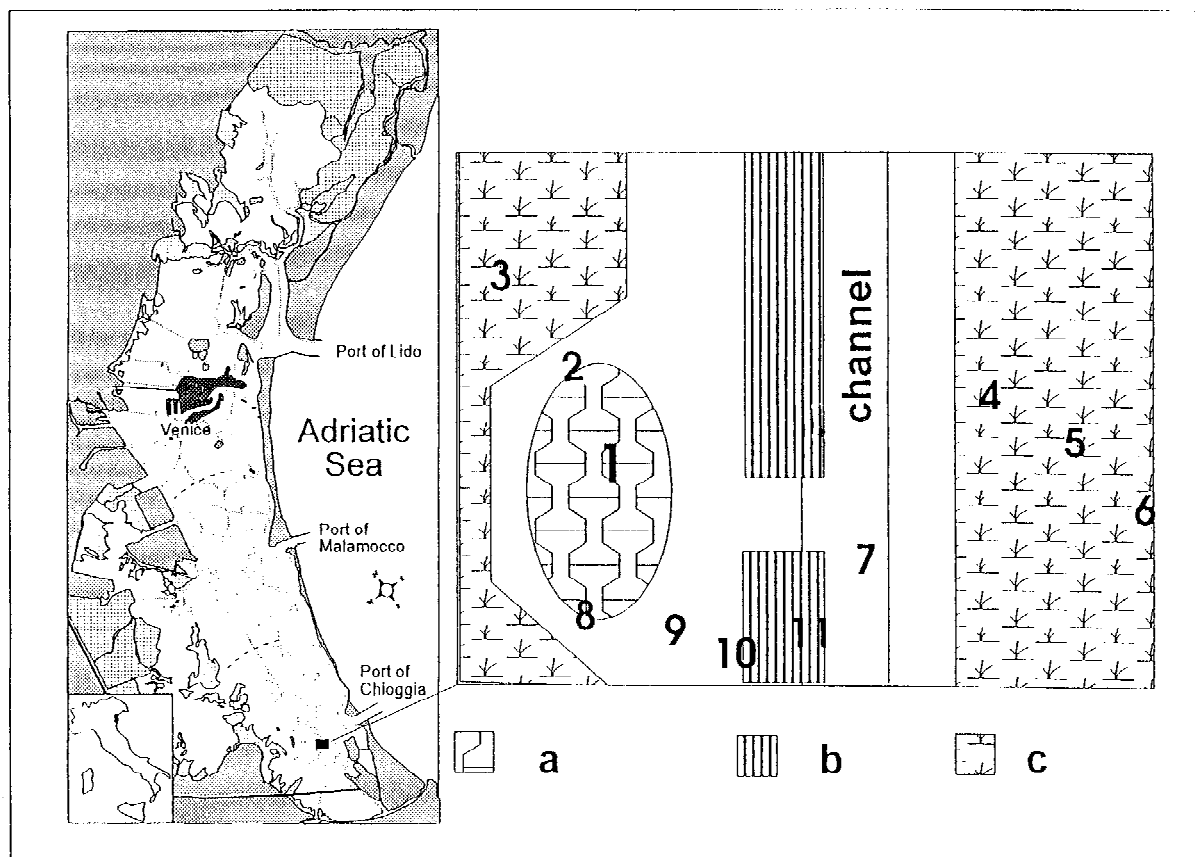 Port of Lido
Venice
Adriatic
Sea
Port of
Malamocco
Port of
Chioggia
channel
3
2
1
4
5
6
7
8
9
10
11
a
b
c